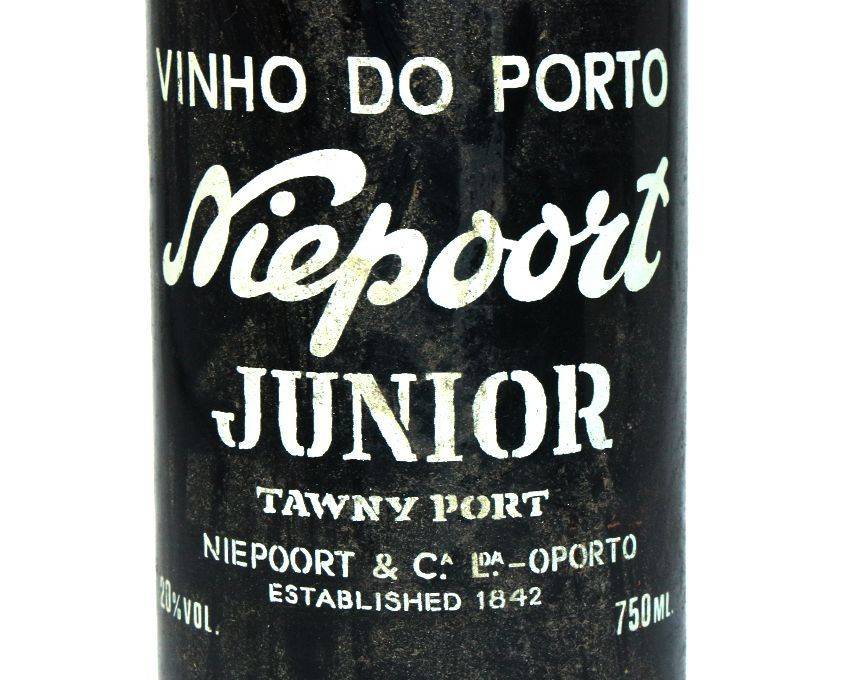 VINHO DO PORTO
Niepoort
JUNIOR
TAWNY PORT
NIEPOORT & Cᴬ. Lᴰᴬ.-OPORTO
ESTABLISHED 1842
20%VOL. 750ML.